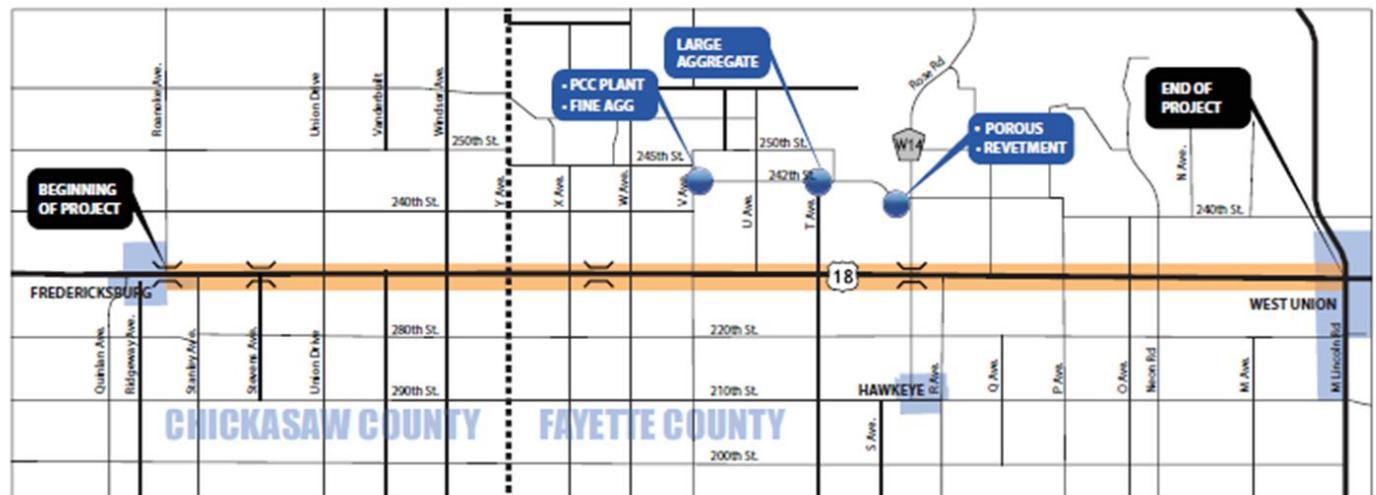 Roanoke Ave.
Union Drive
Vanderbuilt
Windsor Ave.
250th St.
LARGE
AGGREGATE
- PCC PLANT
- FINE AGG
Rose Rd
END OF
PROJECT
W14
• POROUS
• REVETMENT
245th St.
250th St.
242th St.
N Ave.
BEGINNING
OF PROJECT
240th St.
Y Ave.
X Ave.
W Ave.
V Ave.
U Ave.
T Ave.
240th St.
18
FREDERICKSBURG
WEST UNION
Quinlan Ave.
Ridgeway Ave.
Stanley Ave.
Stevens Ave.
Union Drive
280th St.
220th St.
290th St.
210th St.
HAWKEYE
R Ave.
Q Ave.
P Ave.
O Ave.
Neon Rd
M Ave.
M Lincoln Rd
CHICKASAW COUNTY
FAYETTE COUNTY
S Ave.
200th St.